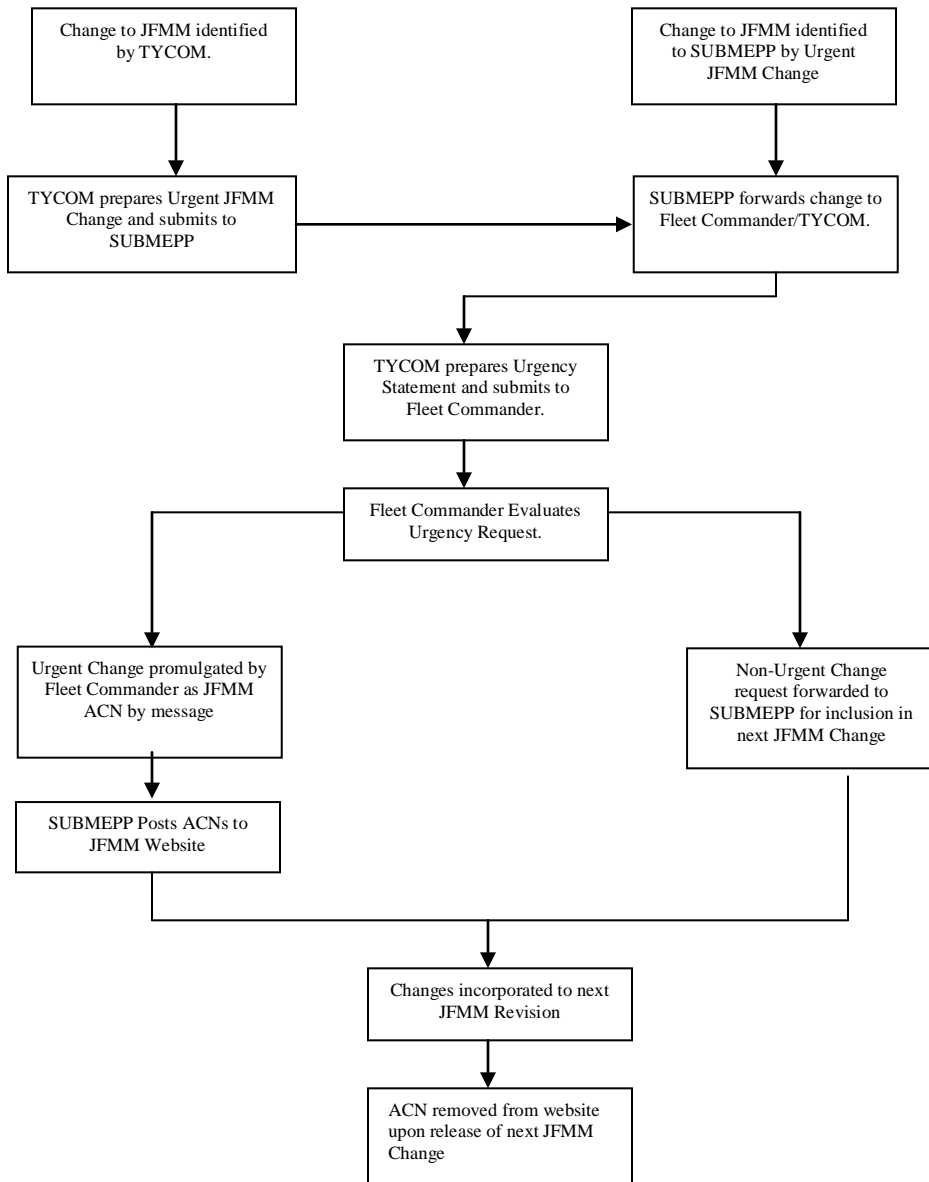 Change to JFMM identified
by TYCOM.
Change to JFMM identified
to SUBMEPP by Urgent
JFMM Change
TYCOM prepares Urgent JFMM
Change and submits to
SUBMEPP
SUBMEPP forwards change to
Fleet Commander/TYCOM.
TYCOM prepares Urgency
Statement and submits to
Fleet Commander.
Fleet Commander Evaluates
Urgency Request.
Urgent Change promulgated by
Fleet Commander as JFMM
ACN by message
Non-Urgent Change
request forwarded to
SUBMEPP for inclusion in
next JFMM Change
SUBMEPP Posts ACNs to
JFMM Website
Changes incorporated to next
JFMM Revision
ACN removed from website
upon release of next JFMM
Change